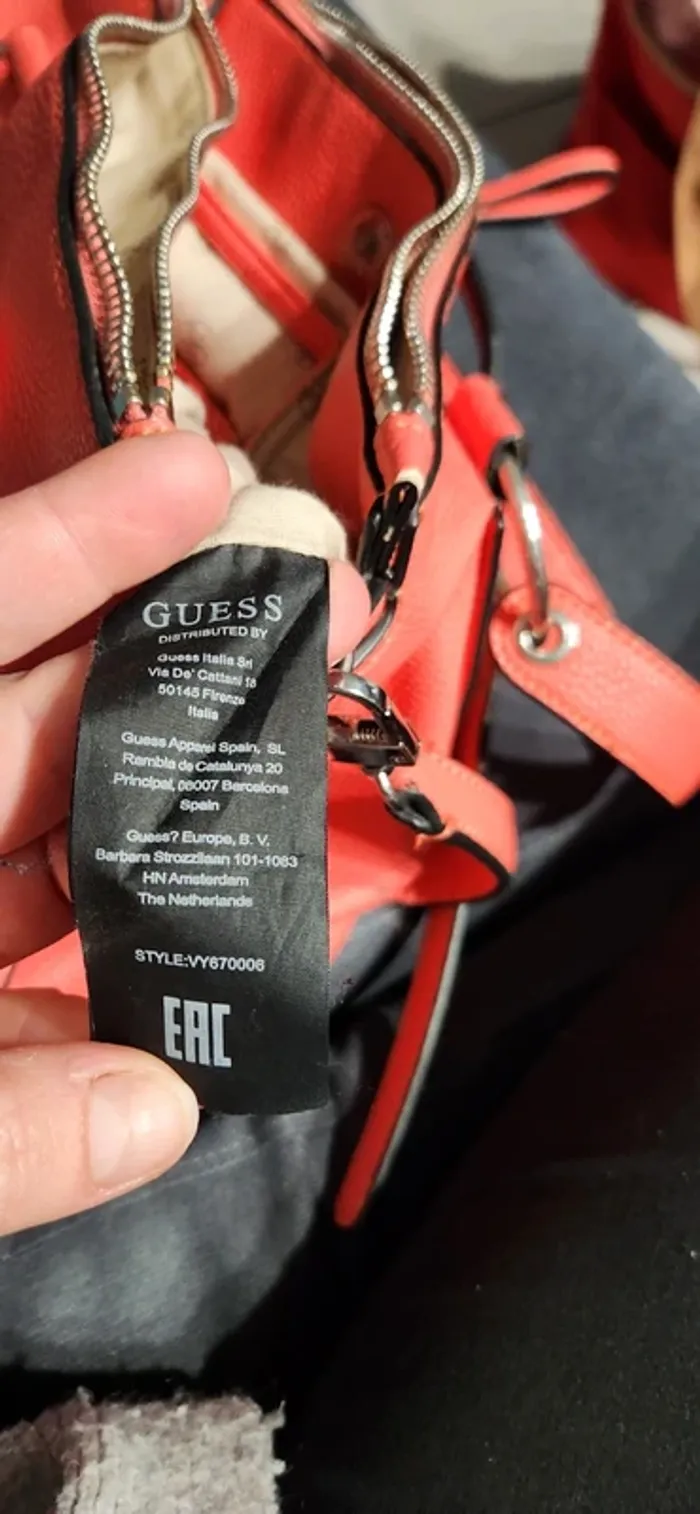 GUESS
DISTRIBUTED BY
Guess Italia Srl
Via De' Cattani 18
50145 Firenze
Italia
Guess Apparel Spain, SL
Rambla de Catalunya 20
Principal, 08007 Barcelona
Spain
Guess? Europe, B. V.
Barbara Strozzilaan 101-1083
HN Amsterdam
The Netherlands
STYLE:VY670006
EAC